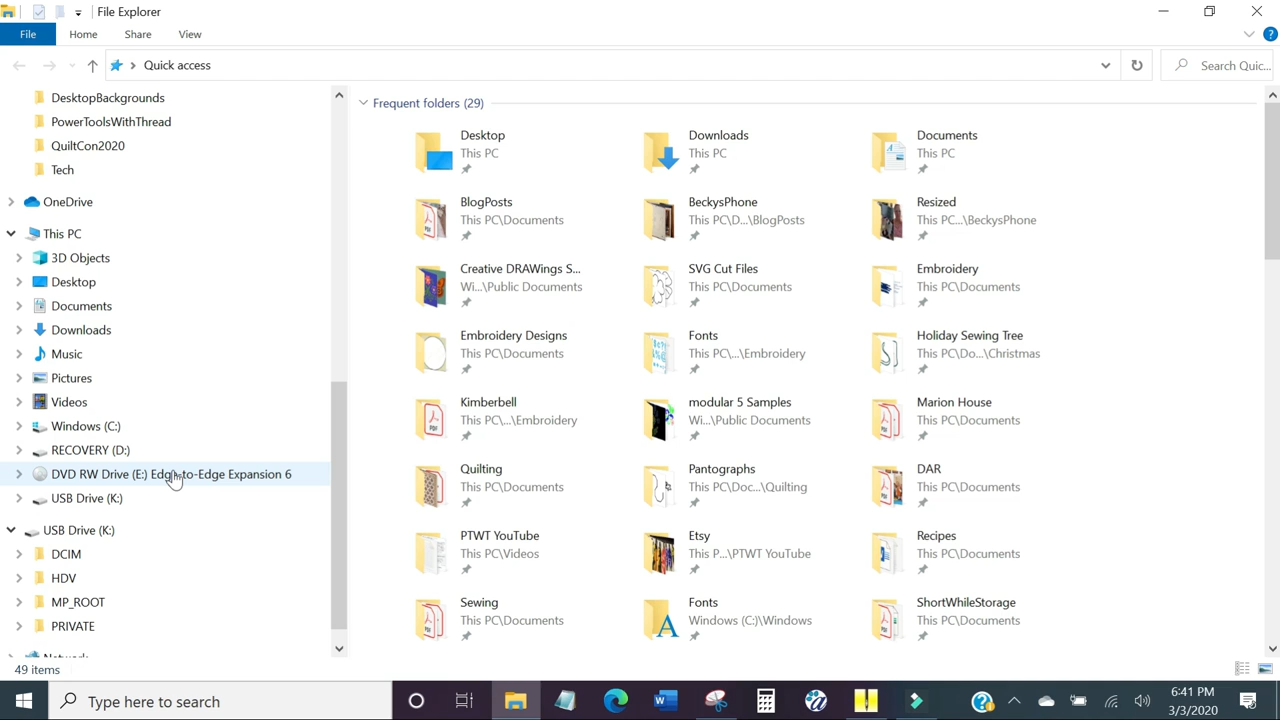 File Explorer
File Home Share View
Quick access
Search Quic...
DesktopBackgrounds
PowerToolsWithThread
QuiltCon2020
Tech
OneDrive
This PC
3D Objects
Desktop
Documents
Downloads
Music
Pictures
Videos
Windows (C:)
RECOVERY (D:)
DVD RW Drive (E:) Edge-to-Edge Expansion 6
USB Drive (K:)
USB Drive (K:)
DCIM
HDV
MP_ROOT
PRIVATE
Network
Frequent folders (29)
Desktop
This PC
Downloads
This PC
Documents
This PC
BlogPosts
This PC\Documents
BeckysPhone
This PC\D...\BlogPosts
Resized
This PC...\BeckysPhone
Creative DRAWings S...
Wi...\Public Documents
SVG Cut Files
This PC\Documents
Embroidery
This PC\Documents
Embroidery Designs
This PC\Documents
Fonts
This PC\...\Embroidery
Holiday Sewing Tree
This PC\Do...\Christmas
Kimberbell
This PC\...\Embroidery
modular 5 Samples
Wi...\Public Documents
Marion House
This PC\Documents
Quilting
This PC\Documents
Pantographs
This PC\Doc...\Quilting
DAR
This PC\Documents
PTWT YouTube
This PC\Videos
Etsy
This P...\PTWT YouTube
Recipes
This PC\Documents
Sewing
This PC\Documents
Fonts
Windows (C:)\Windows
ShortWhileStorage
This PC\Documents
49 items
Type here to search
6:41 PM
3/3/2020